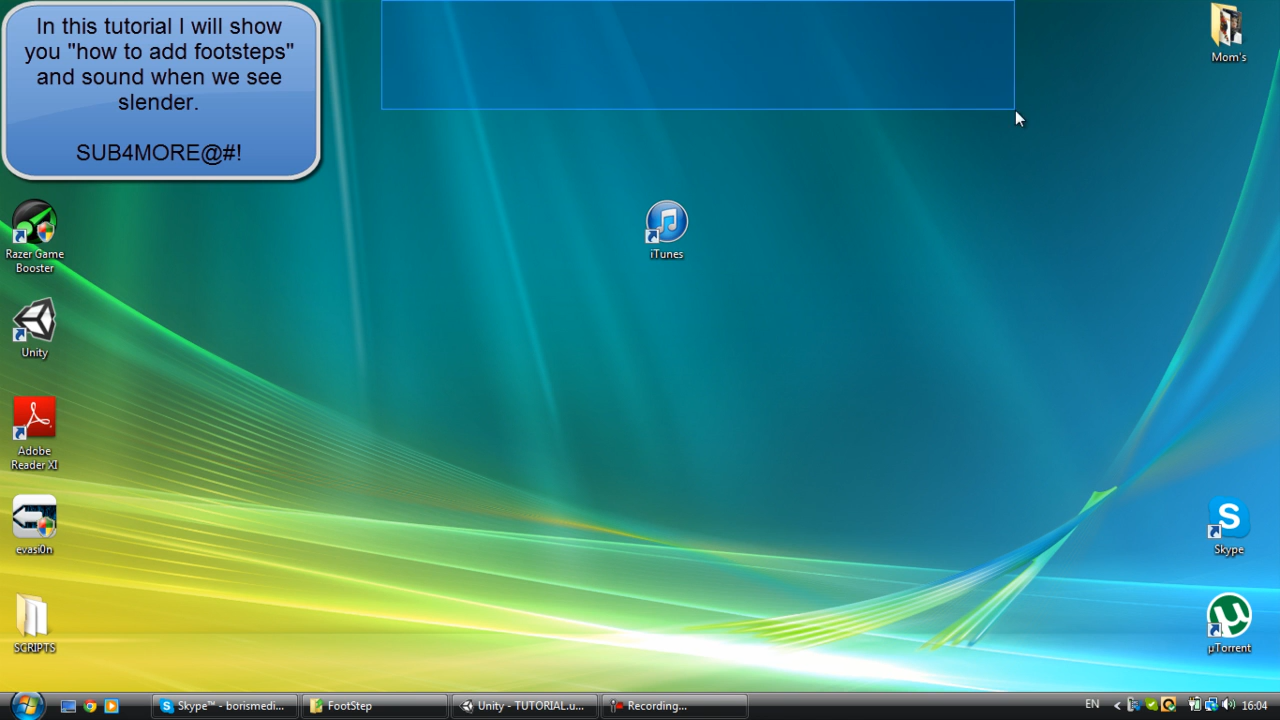 In this tutorial I will show
you "how to add footsteps"
and sound when we see
slender.
SUB4MORE@#!
Mom's
iTunes
Razer Game
Booster
Unity
Adobe
Reader XI
evasi0n
SCRIPTS
Skype
µTorrent
Skype™ - borismedi...
FootStep
Unity - TUTORIAL.u...
Recording...
EN
16:04